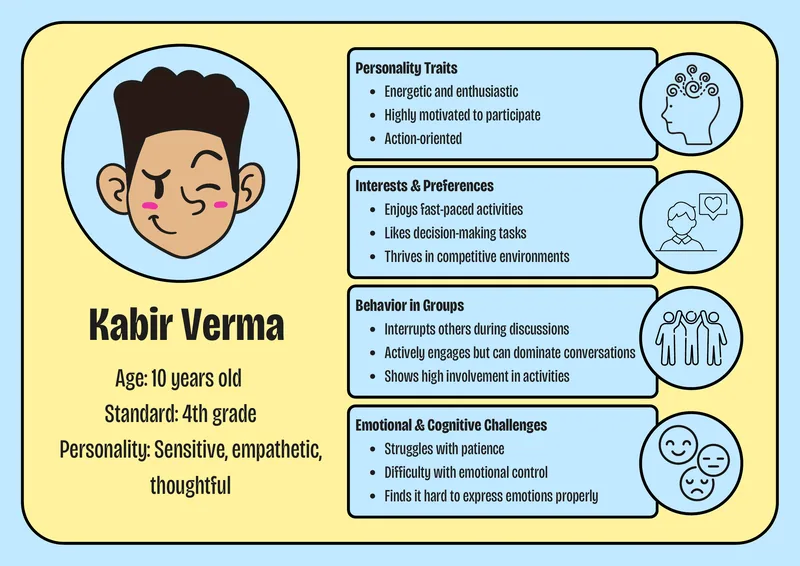 Kabir Verma
Age: 10 years old
Standard: 4th grade
Personality: Sensitive, empathetic,
thoughtful
Personality Traits
• Energetic and enthusiastic
• Highly motivated to participate
• Action-oriented
Interests & Preferences
• Enjoys fast-paced activities
• Likes decision-making tasks
• Thrives in competitive environments
Behavior in Groups
• Interrupts others during discussions
• Actively engages but can dominate conversations
• Shows high involvement in activities
Emotional & Cognitive Challenges
• Struggles with patience
• Difficulty with emotional control
• Finds it hard to express emotions properly